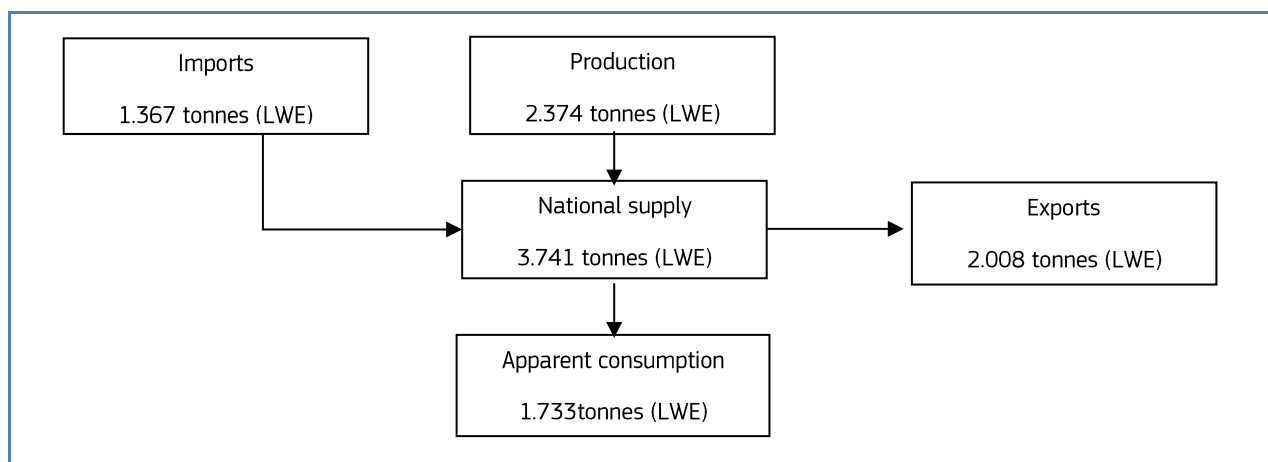 Imports
1.367 tonnes (LWE)
Production
2.374 tonnes (LWE)
National supply
3.741 tonnes (LWE)
Exports
2.008 tonnes (LWE)
Apparent consumption
1.733tonnes (LWE)